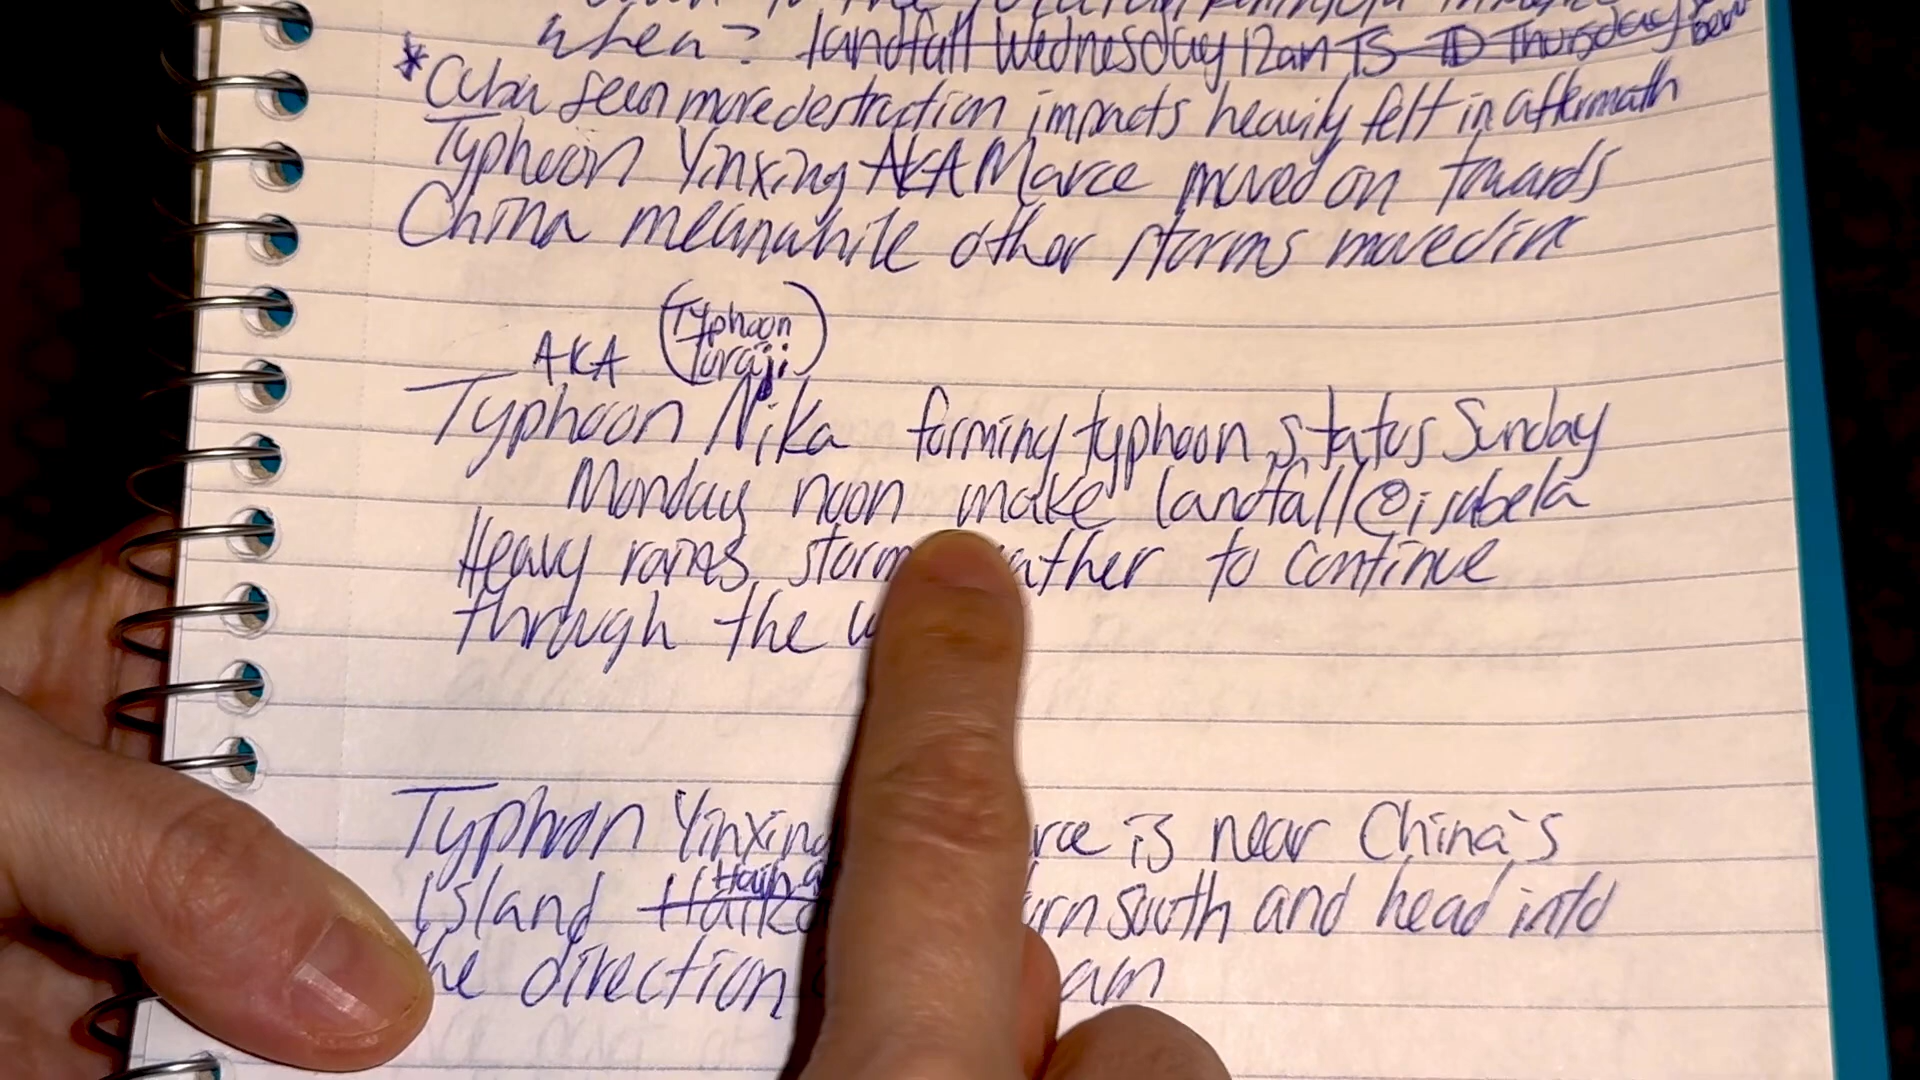 when? landfall Wednesday 12am TS TD Thursday
* Cuba seen more destruction impacts heavily felt in aftermath
Typhoon Yinxing AKA Marce moved on towards
China meanwhile other storms moved in
(Typhoon
AKA Toraji)
Typhoon Nika forming typhoon status Sunday
Monday noon make landfall @ isabela
Heavy rains, storm to continue
through the
Typhoon Yinxing is near China's
Island south and head into
the direction